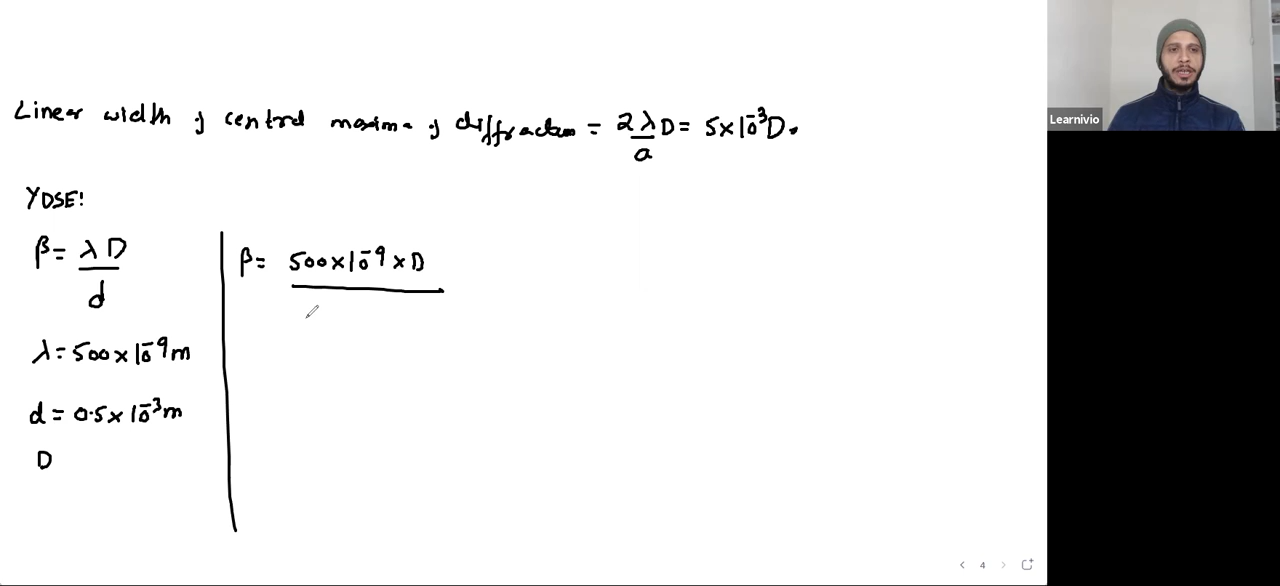 Linear width of central maxima of diffraction = 2λ/a D = 5×10⁻³D.
Learnivio
YDSE:
β = λD/d
β = 500×10⁻⁹×D
λ = 500×10⁻⁹m
d = 0.5×10⁻³m
D
4